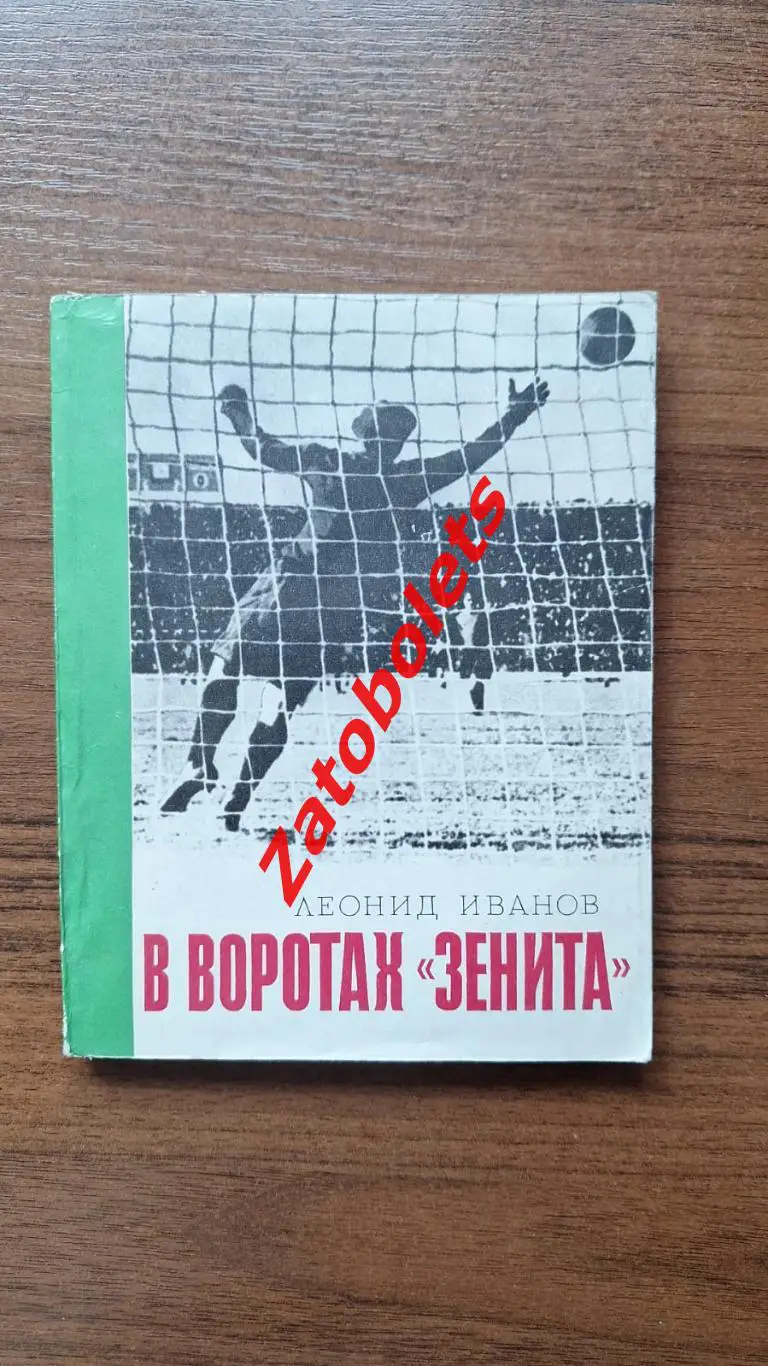 Zatobolets
ЛЕОНИД ИВАНОВ
В ВОРОТАХ «ЗЕНИТА»